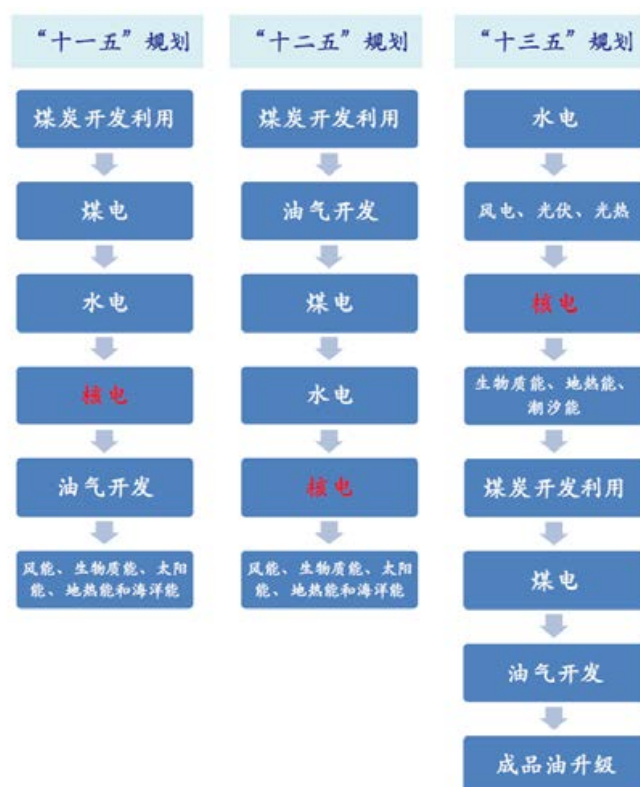 “十一五”规划
煤炭开发利用
煤电
水电
核电
油气开发
风能、生物质能、太阳
能、地热能和海洋能
“十二五”规划
煤炭开发利用
油气开发
煤电
水电
核电
风能、生物质能、太阳
能、地热能和海洋能
“十三五”规划
水电
风电、光伏、光热
核电
生物质能、地热能、
潮汐能
煤炭开发利用
煤电
油气开发
成品油升级